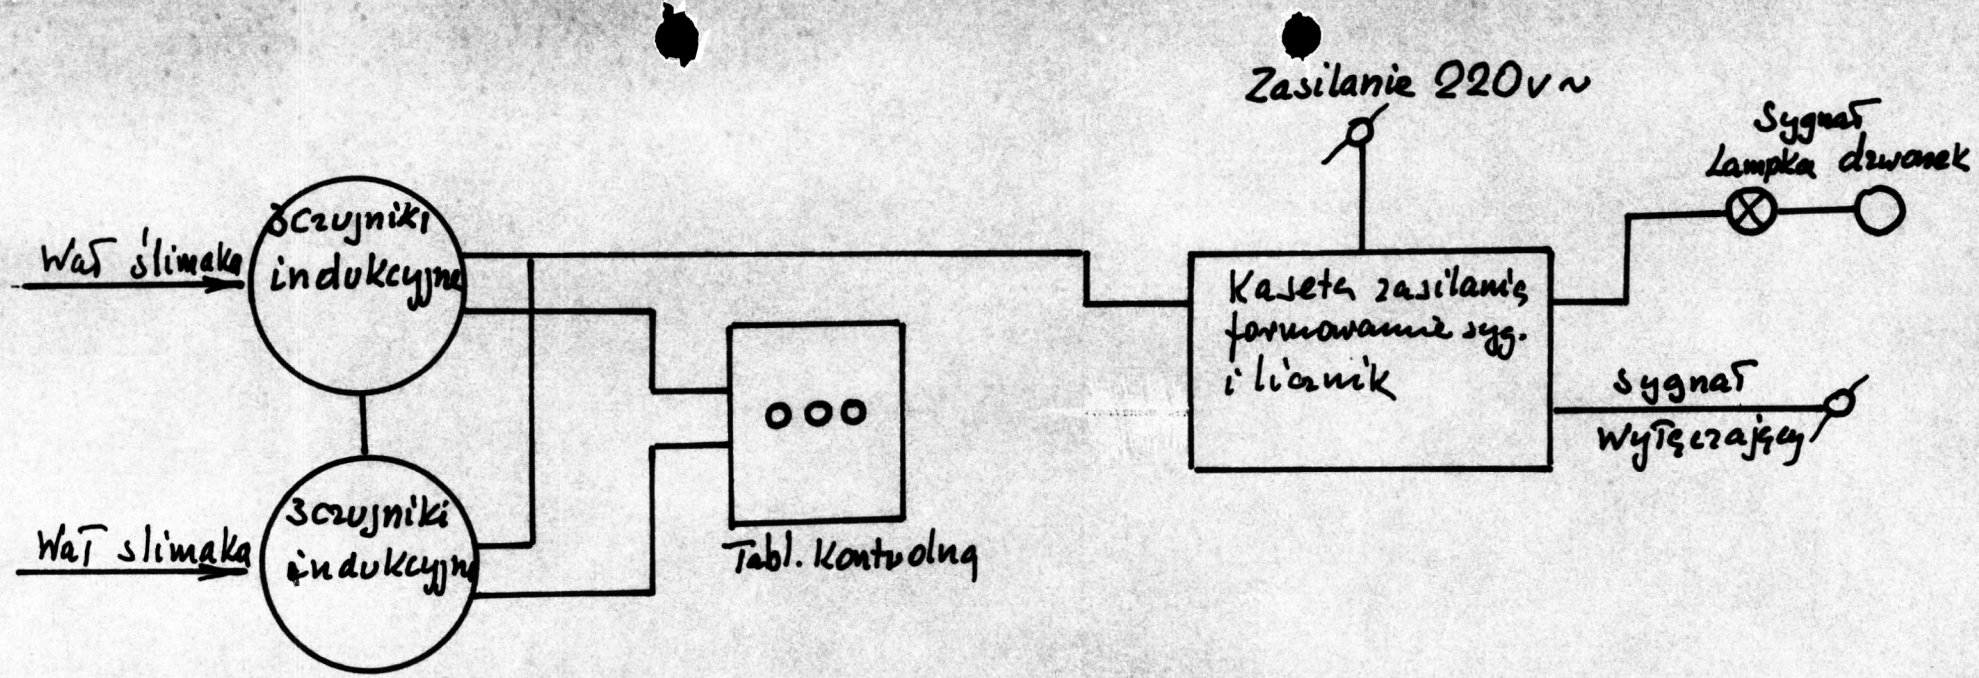 Zasilanie 220V~
Sygnał
Lampka dzwonek
3czujniki
indukcyjne
Wał ślimaka
Kaseta zasilania
formowanie syg.
i licznik
sygnał
wyłączający
3czujniki
indukcyjne
Wał slimaka
Tabl. Kontrolna